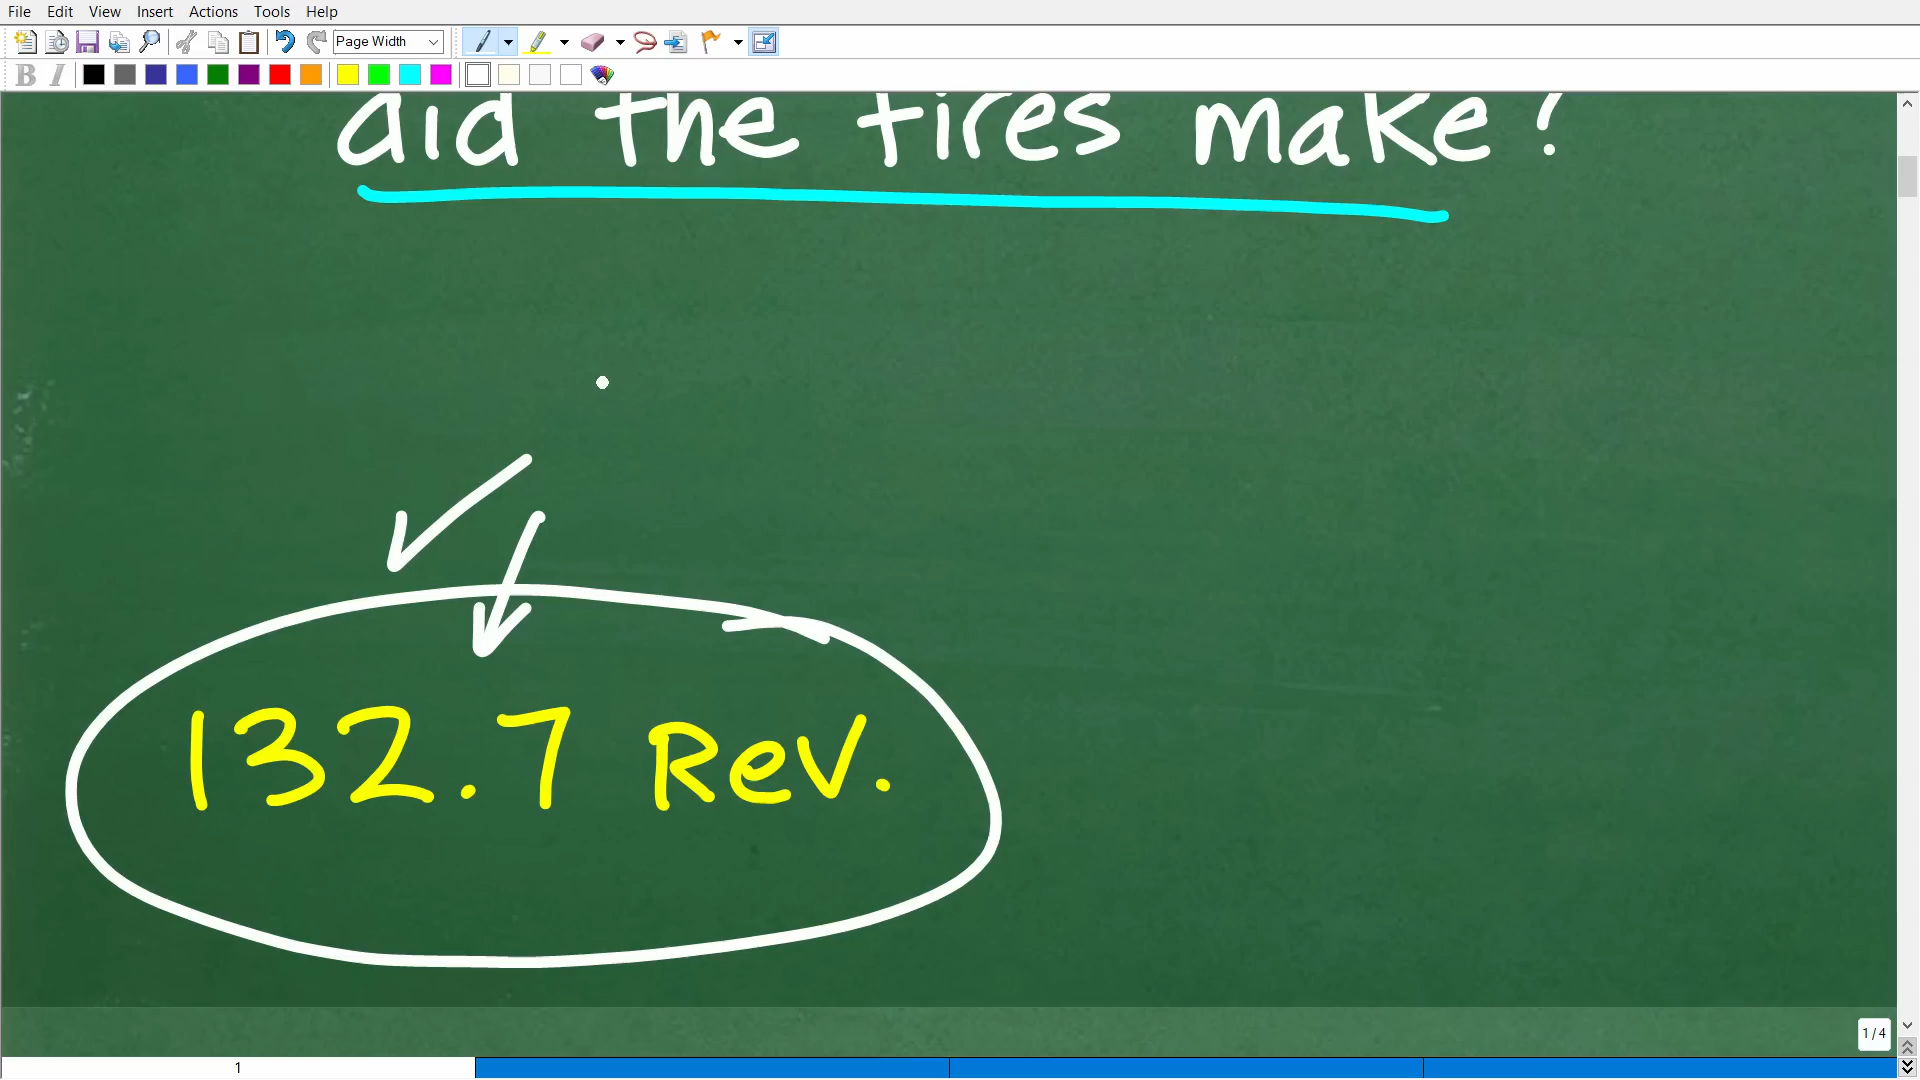 File Edit View Insert Actions Tools Help
Page Width
B I
did the tires make?
132.7 Rev.
1 / 4
1